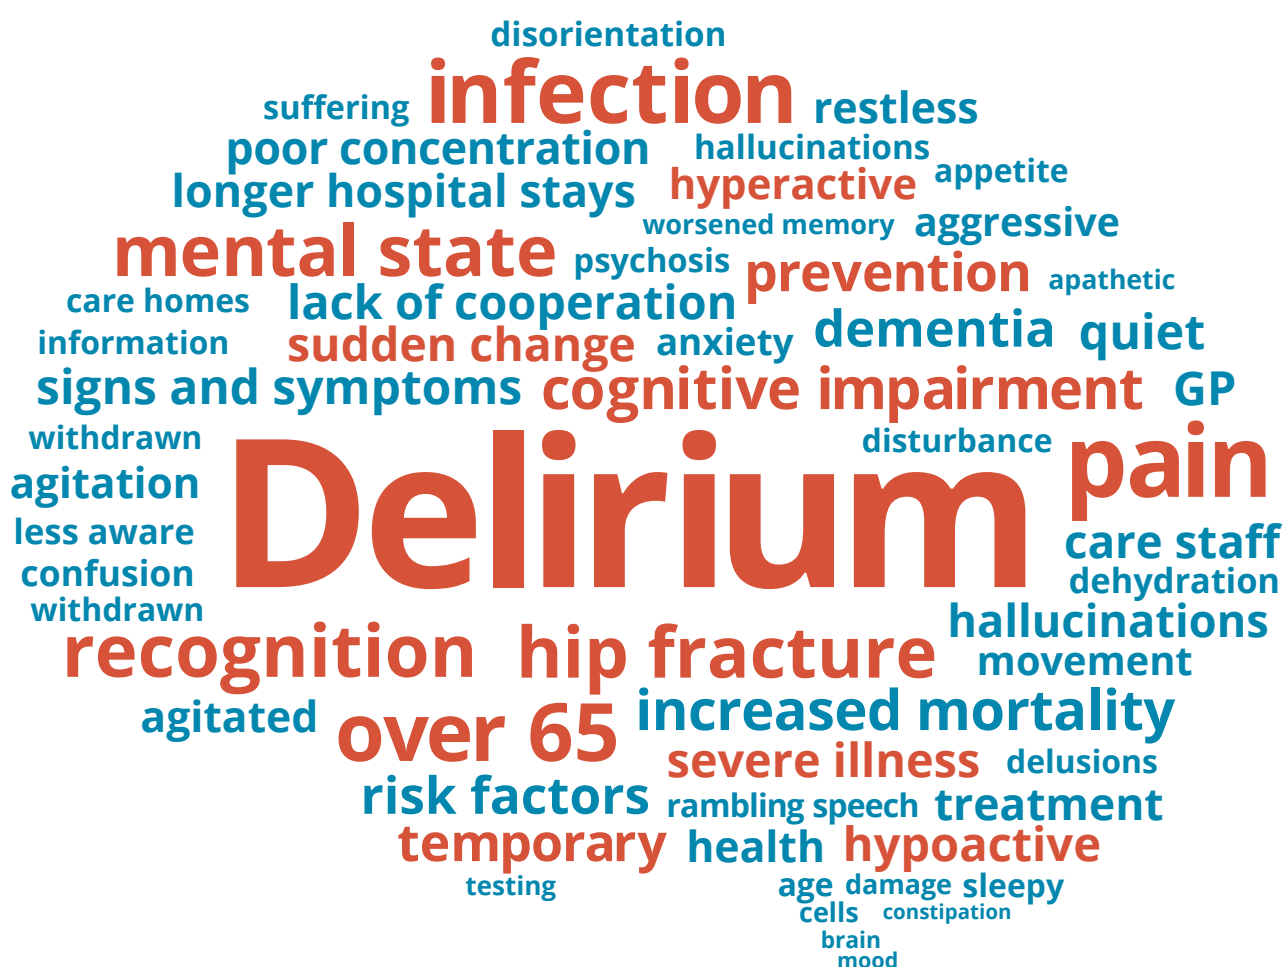 disorientation
infection
suffering
restless
poor concentration
hallucinations
appetite
longer hospital stays
hyperactive
worsened memory
aggressive
mental state
psychosis
prevention
apathetic
care homes
lack of cooperation
dementia
quiet
information
sudden change
anxiety
signs and symptoms
cognitive impairment
GP
withdrawn
disturbance
pain
agitation
Delirium
less aware
care staff
confusion
dehydration
withdrawn
hallucinations
recognition
hip fracture
movement
agitated
over 65
increased mortality
severe illness
delusions
risk factors
rambling speech
treatment
temporary
health
hypoactive
testing
age
damage
sleepy
cells
constipation
brain
mood